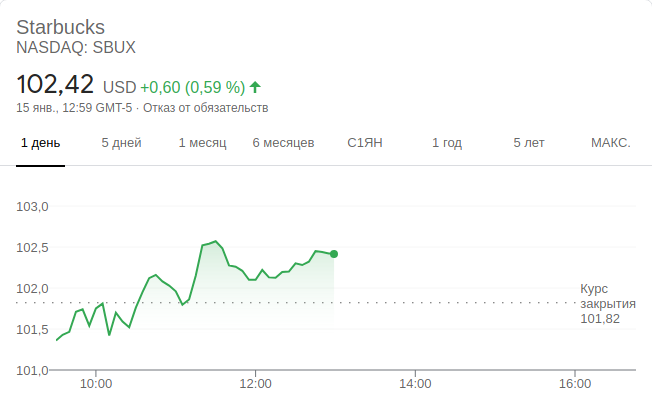 Starbucks
NASDAQ: SBUX
102,42 USD +0,60 (0,59 %)
15 янв., 12:59 GMT-5 · Отказ от обязательств
1 день 5 дней 1 месяц 6 месяцев С1ЯН 1 год 5 лет МАКС.
103,0
102,5
102,0
101,5
101,0
Курс
закрытия
101,82
10:00 12:00 14:00 16:00